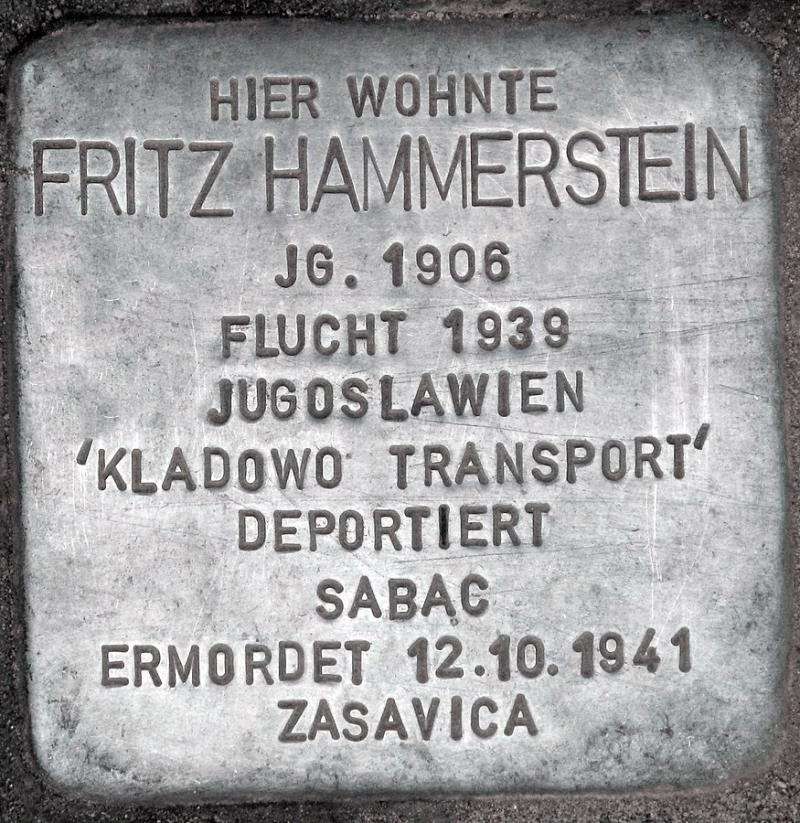 HIER WOHNTE
FRITZ HAMMERSTEIN
JG. 1906
FLUCHT 1939
JUGOSLAWIEN
'KLADOWO TRANSPORT'
DEPORTIERT
SABAC
ERMORDET 12.10.1941
ZASAVICA